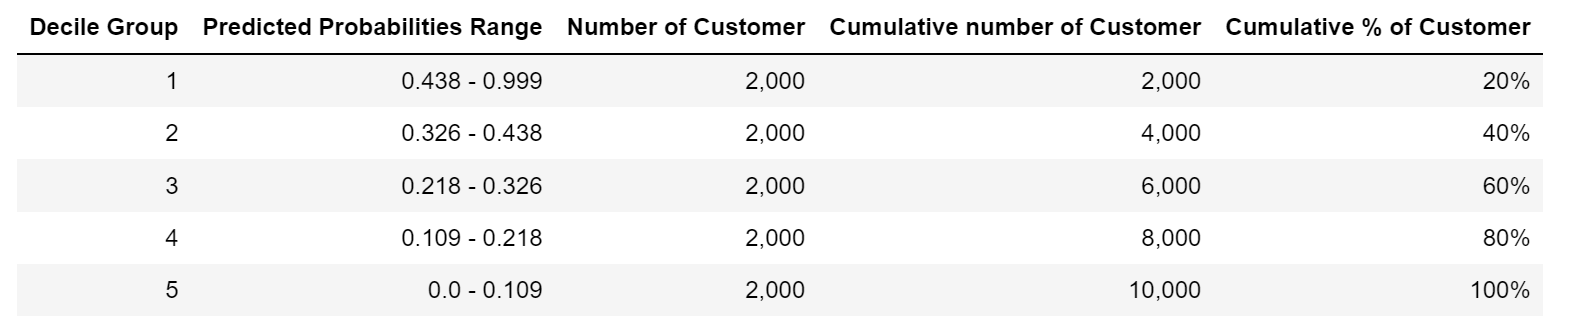 Decile Group Predicted Probabilities Range Number of Customer Cumulative number of Customer Cumulative % of Customer
1 0.438 - 0.999 2,000 2,000 20%
2 0.326 - 0.438 2,000 4,000 40%
3 0.218 - 0.326 2,000 6,000 60%
4 0.109 - 0.218 2,000 8,000 80%
5 0.0 - 0.109 2,000 10,000 100%